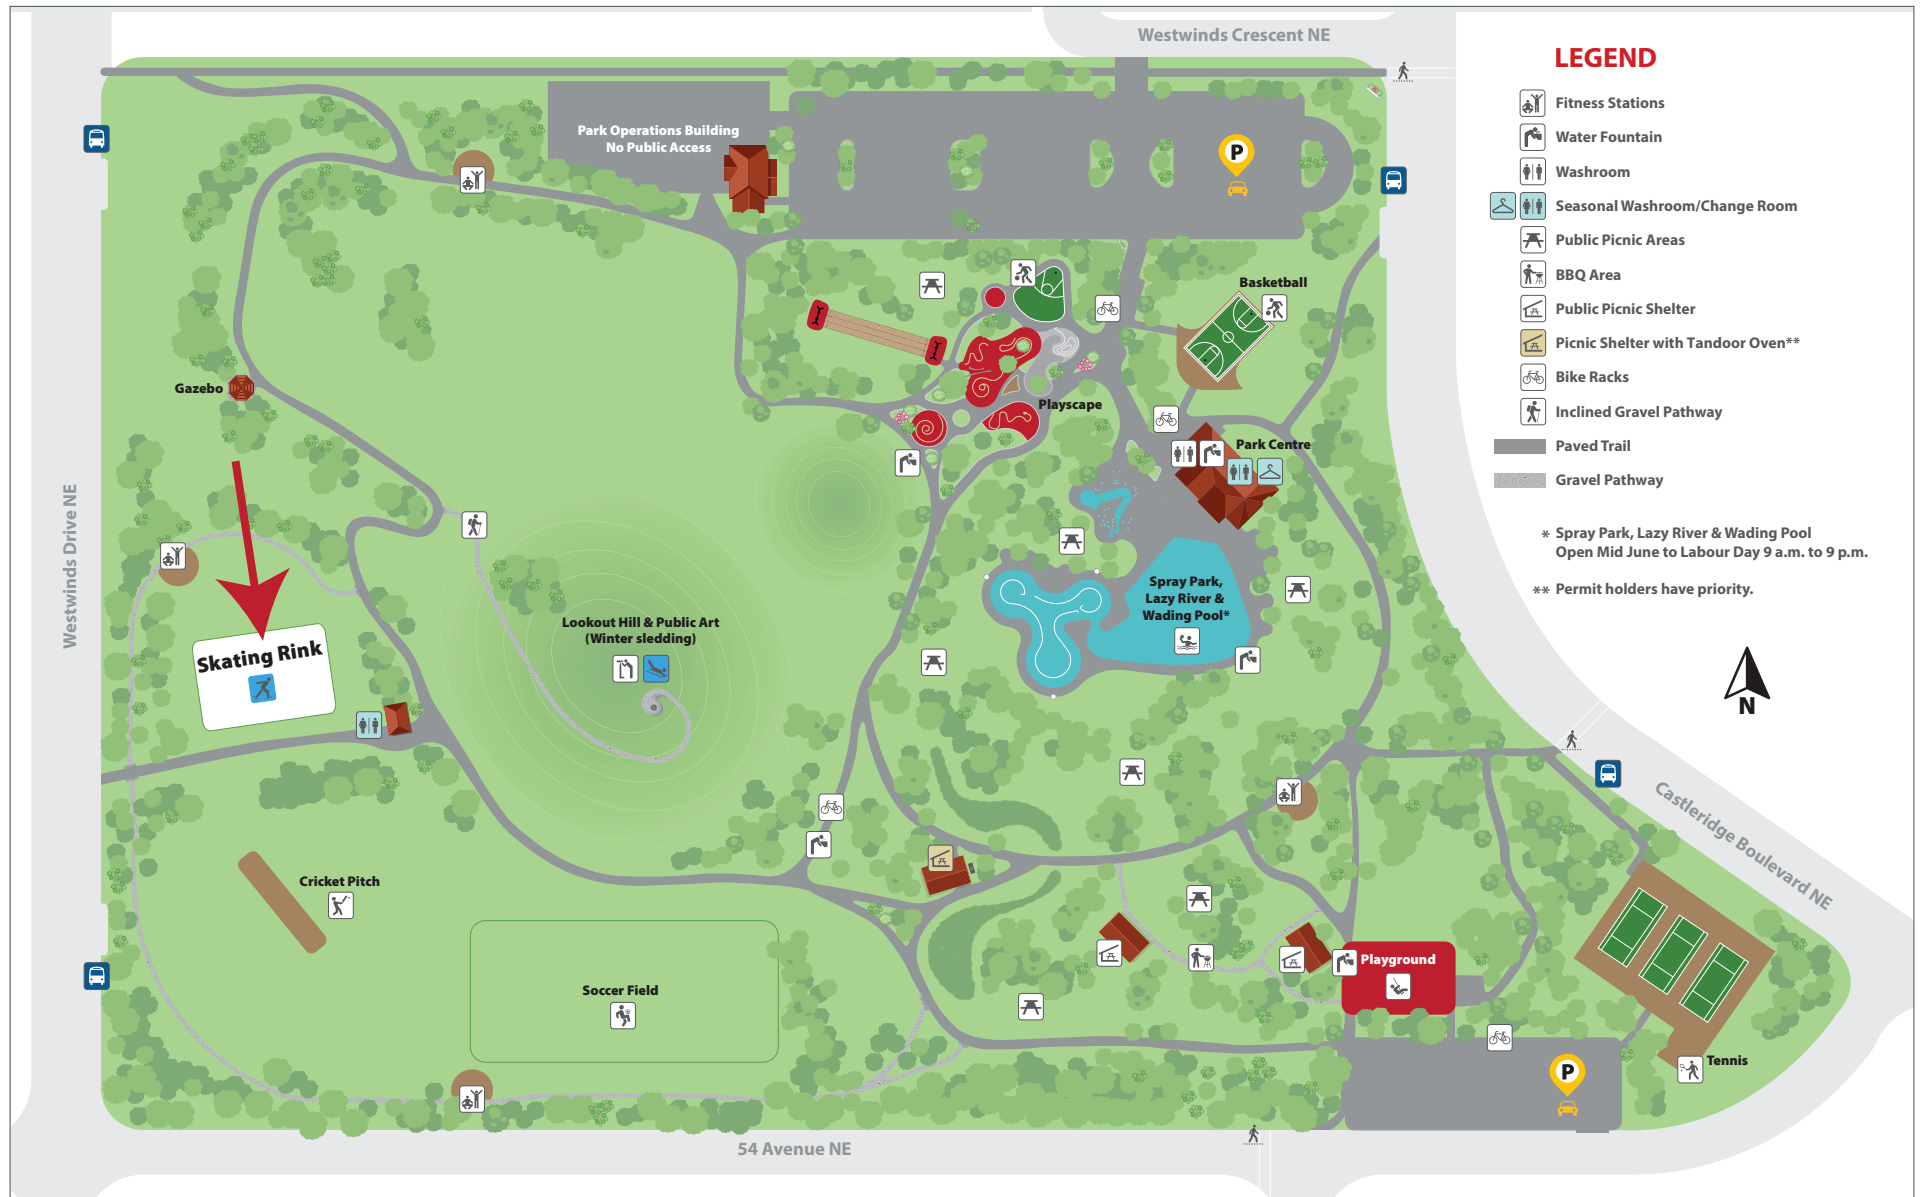 Westwinds Crescent NE
LEGEND
Fitness Stations
Water Fountain
Washroom
Seasonal Washroom/Change Room
Public Picnic Areas
BBQ Area
Public Picnic Shelter
Picnic Shelter with Tandoor Oven**
Bike Racks
Inclined Gravel Pathway
Paved Trail
Gravel Pathway
* Spray Park, Lazy River & Wading Pool
Open Mid June to Labour Day 9 a.m. to 9 p.m.
** Permit holders have priority.
N
Park Operations Building
No Public Access
P
Basketball
Gazebo
Playscape
Park Centre
Westwinds Drive NE
Skating Rink
Lookout Hill & Public Art
(Winter sledding)
Spray Park,
Lazy River &
Wading Pool*
Castleridge Boulevard NE
Cricket Pitch
Soccer Field
Playground
Tennis
P
54 Avenue NE